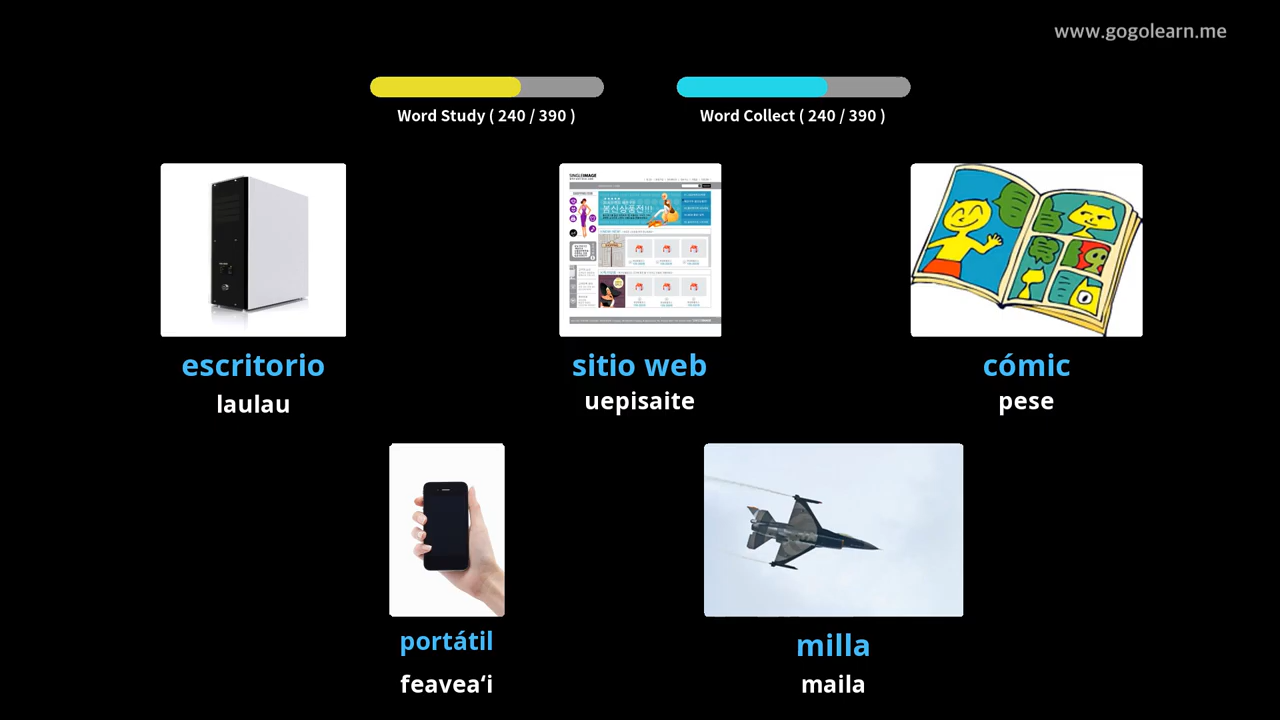 www.gogolearn.me
Word Study ( 240 / 390 )
Word Collect ( 240 / 390 )
escritorio
laulau
sitio web
uepisaite
cómic
pese
portátil
feavea‘i
milla
maila